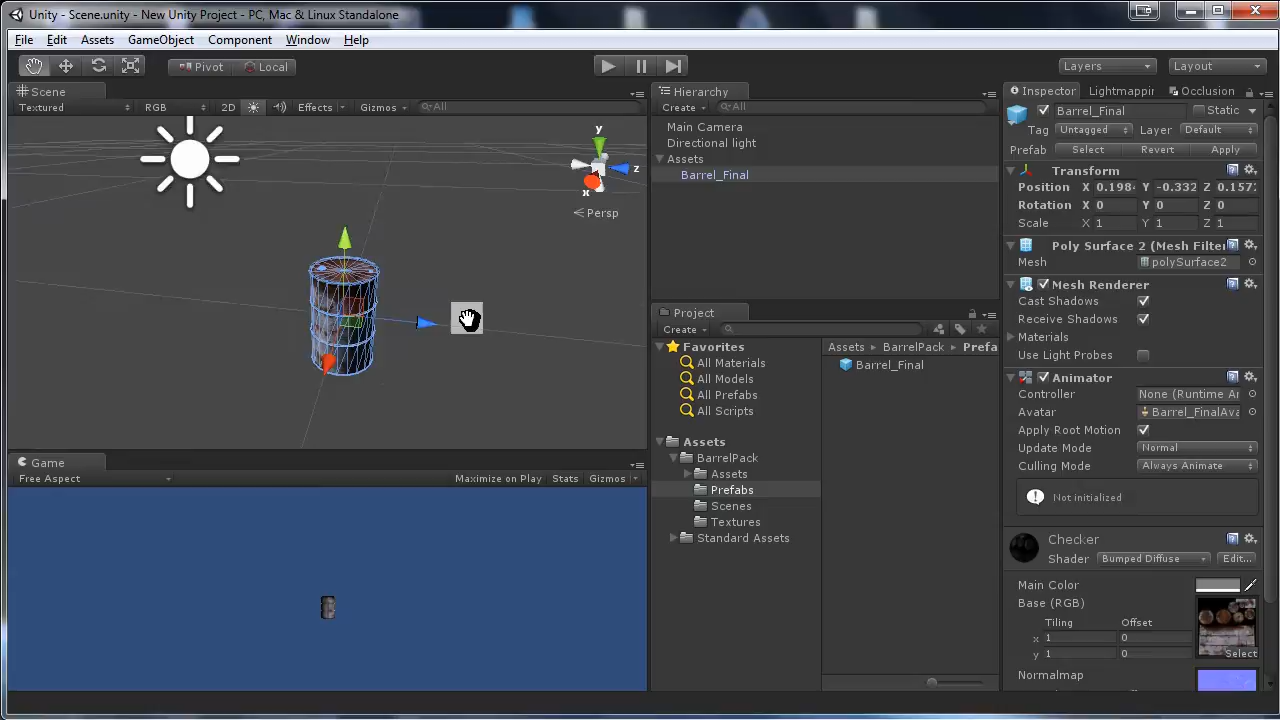 Unity - Scene.unity - New Unity Project - PC, Mac & Linux Standalone
File Edit Assets GameObject Component Window Help
Pivot Local Layers Layout
Scene
Textured RGB 2D Effects Gizmos All
y
z
x
Persp
Game
Free Aspect Maximize on Play Stats Gizmos
Hierarchy
Create All
Main Camera
Directional light
Assets
Barrel_Final
Project
Create
Favorites
All Materials
All Models
All Prefabs
All Scripts
Assets
BarrelPack
Assets
Prefabs
Scenes
Textures
Standard Assets
Assets BarrelPack Prefa
Barrel_Final
Inspector Lightmappir Occlusion
Barrel_Final Static
Tag Untagged Layer Default
Prefab Select Revert Apply
Transform
Position X 0.198 Y -0.332 Z 0.157
Rotation X 0 Y 0 Z 0
Scale X 1 Y 1 Z 1
Poly Surface 2 (Mesh Filter
Mesh polySurface2
Mesh Renderer
Cast Shadows
Receive Shadows
Materials
Use Light Probes
Animator
Controller None (Runtime Ar
Avatar Barrel_FinalAva
Apply Root Motion
Update Mode Normal
Culling Mode Always Animate
Not initialized
Checker
Shader Bumped Diffuse Edit...
Main Color
Base (RGB)
Tiling Offset
x 1 0
y 1 0
Select
Normalmap